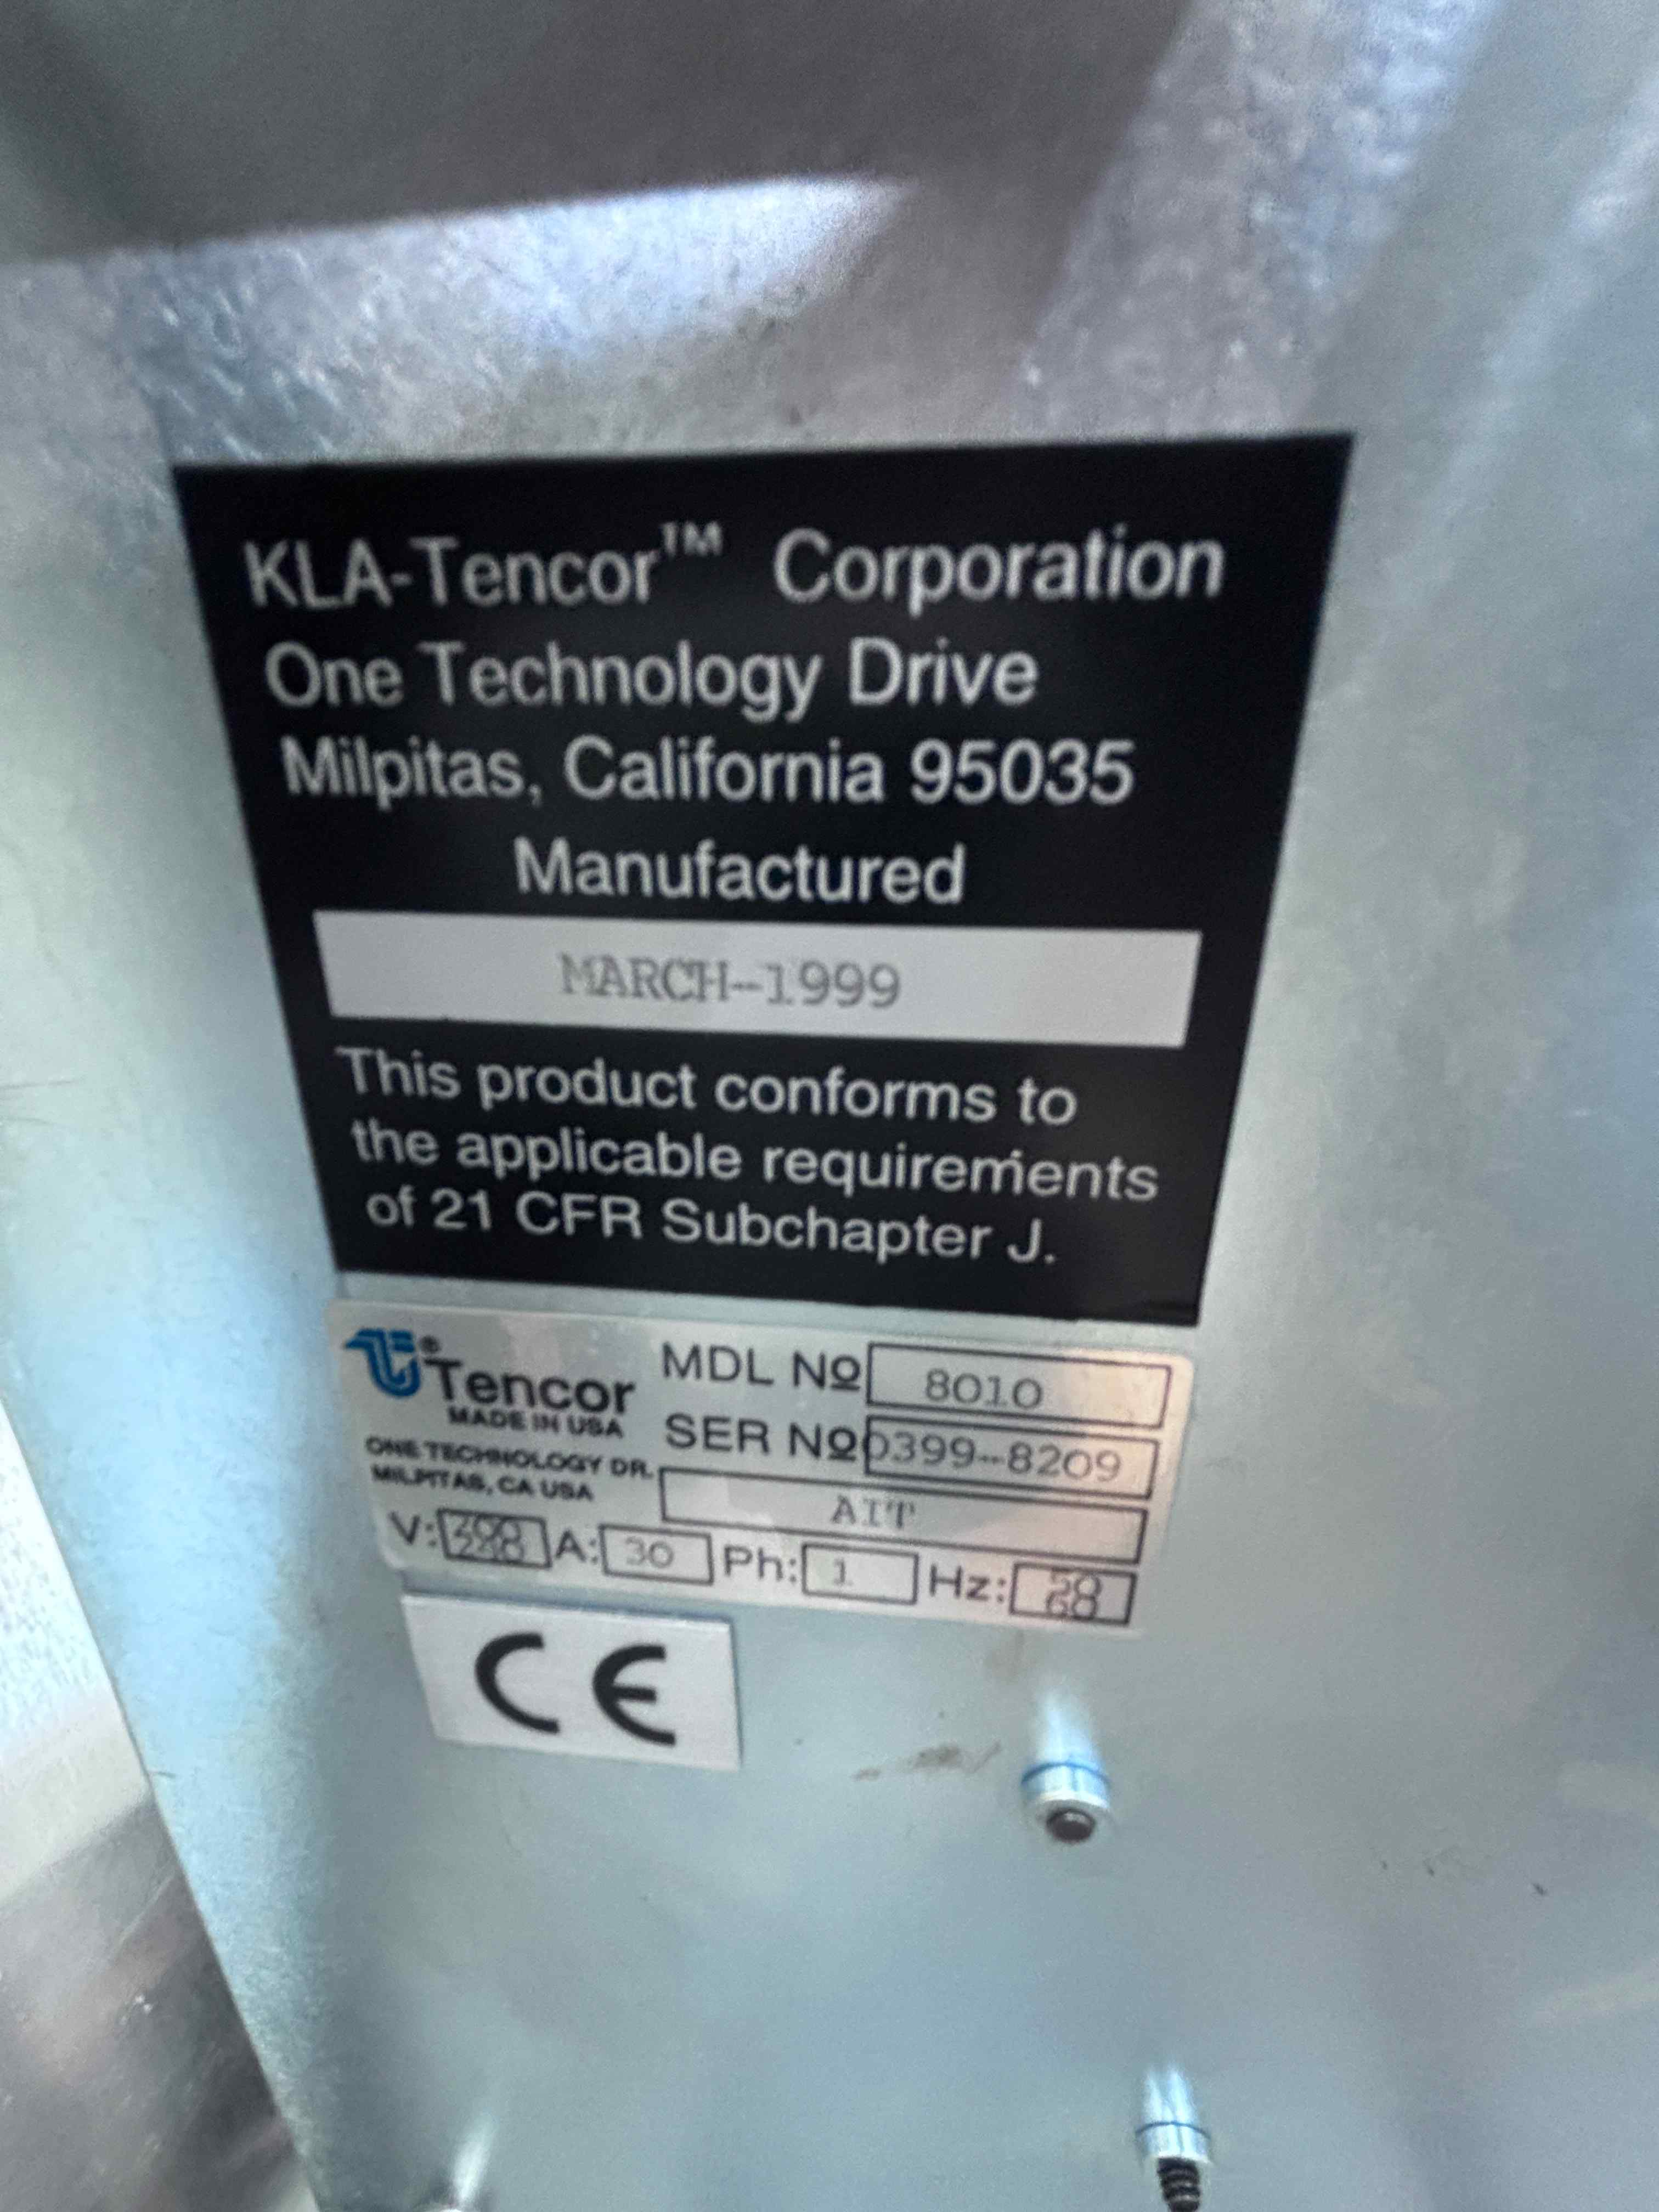 KLA-Tencor™ Corporation
One Technology Drive
Milpitas, California 95035
Manufactured
MARCH-1999
This product conforms to
the applicable requirements
of 21 CFR Subchapter J.
® Tencor
MADE IN USA
ONE TECHNOLOGY DR.
MILPITAS, CA USA
MDL Nº 8010
SER Nº 0399-8209
AIT
V: A: 30 Ph: 1 Hz: 50 60
CE